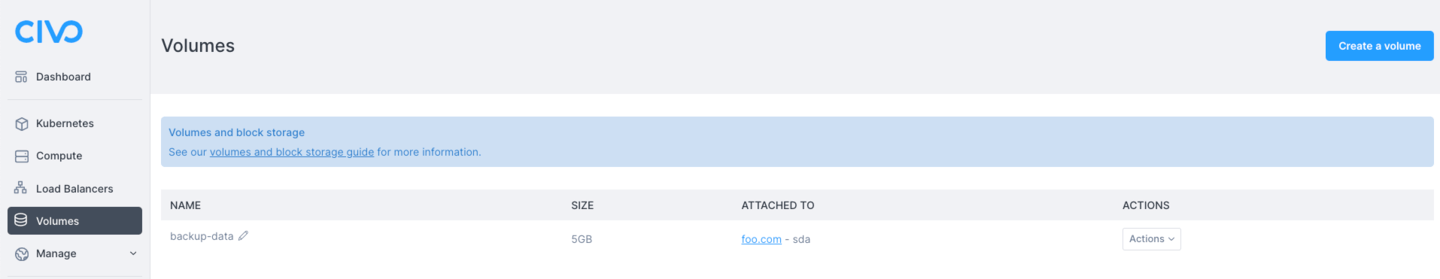 CIVO
Dashboard
Kubernetes
Compute
Load Balancers
Volumes
Manage
Volumes
Create a volume
Volumes and block storage
See our volumes and block storage guide for more information.
NAME SIZE ATTACHED TO ACTIONS
backup-data 5GB foo.com - sda Actions